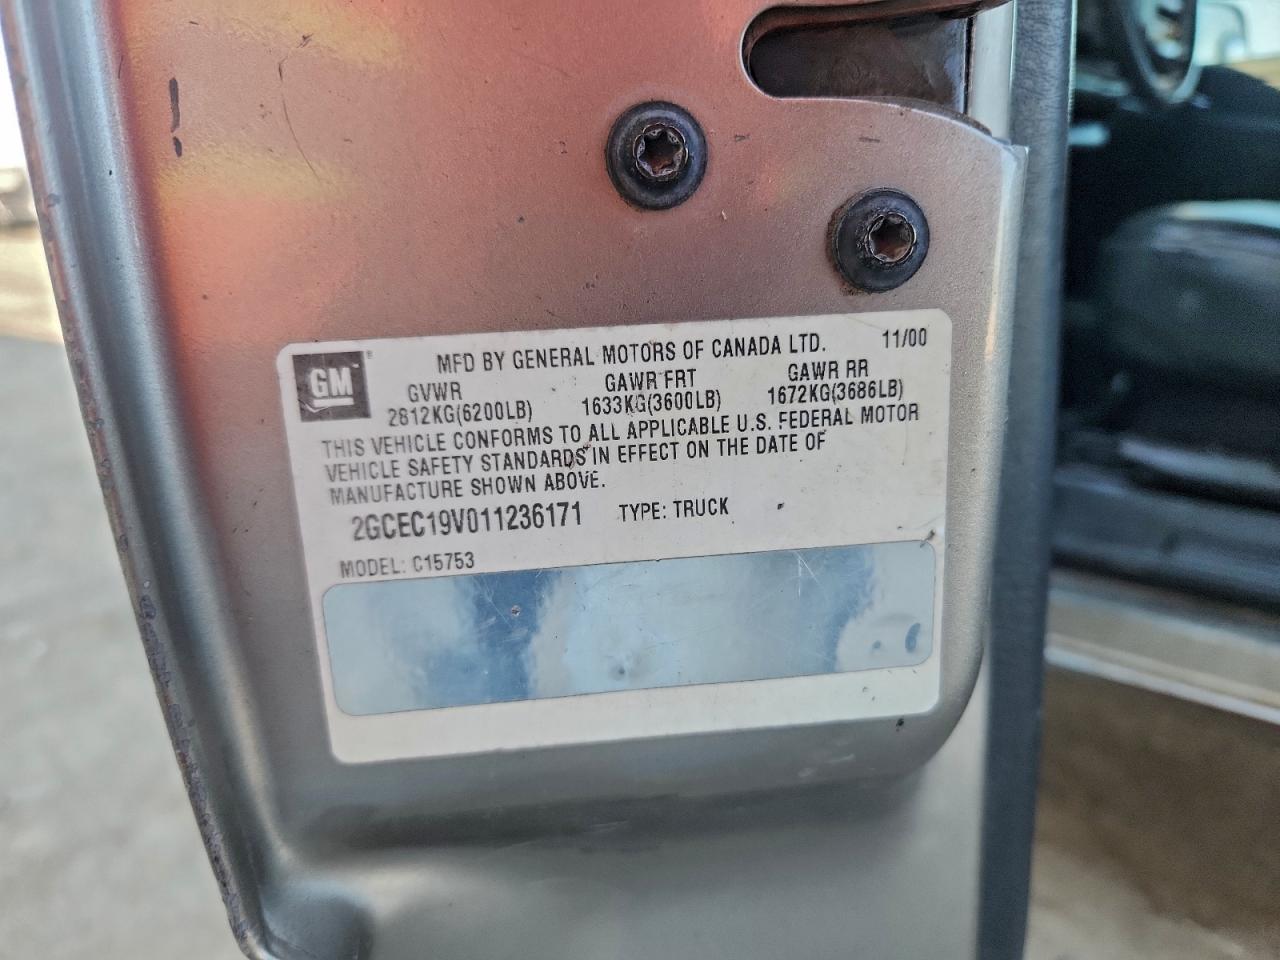 GM ® MFD BY GENERAL MOTORS OF CANADA LTD. 11/00
GVWR GAWR FRT GAWR RR
2812KG(6200LB) 1633KG(3600LB) 1672KG(3686LB)
THIS VEHICLE CONFORMS TO ALL APPLICABLE U.S. FEDERAL MOTOR
VEHICLE SAFETY STANDARDS IN EFFECT ON THE DATE OF
MANUFACTURE SHOWN ABOVE.
2GCEC19V011236171 TYPE: TRUCK
MODEL: C15753